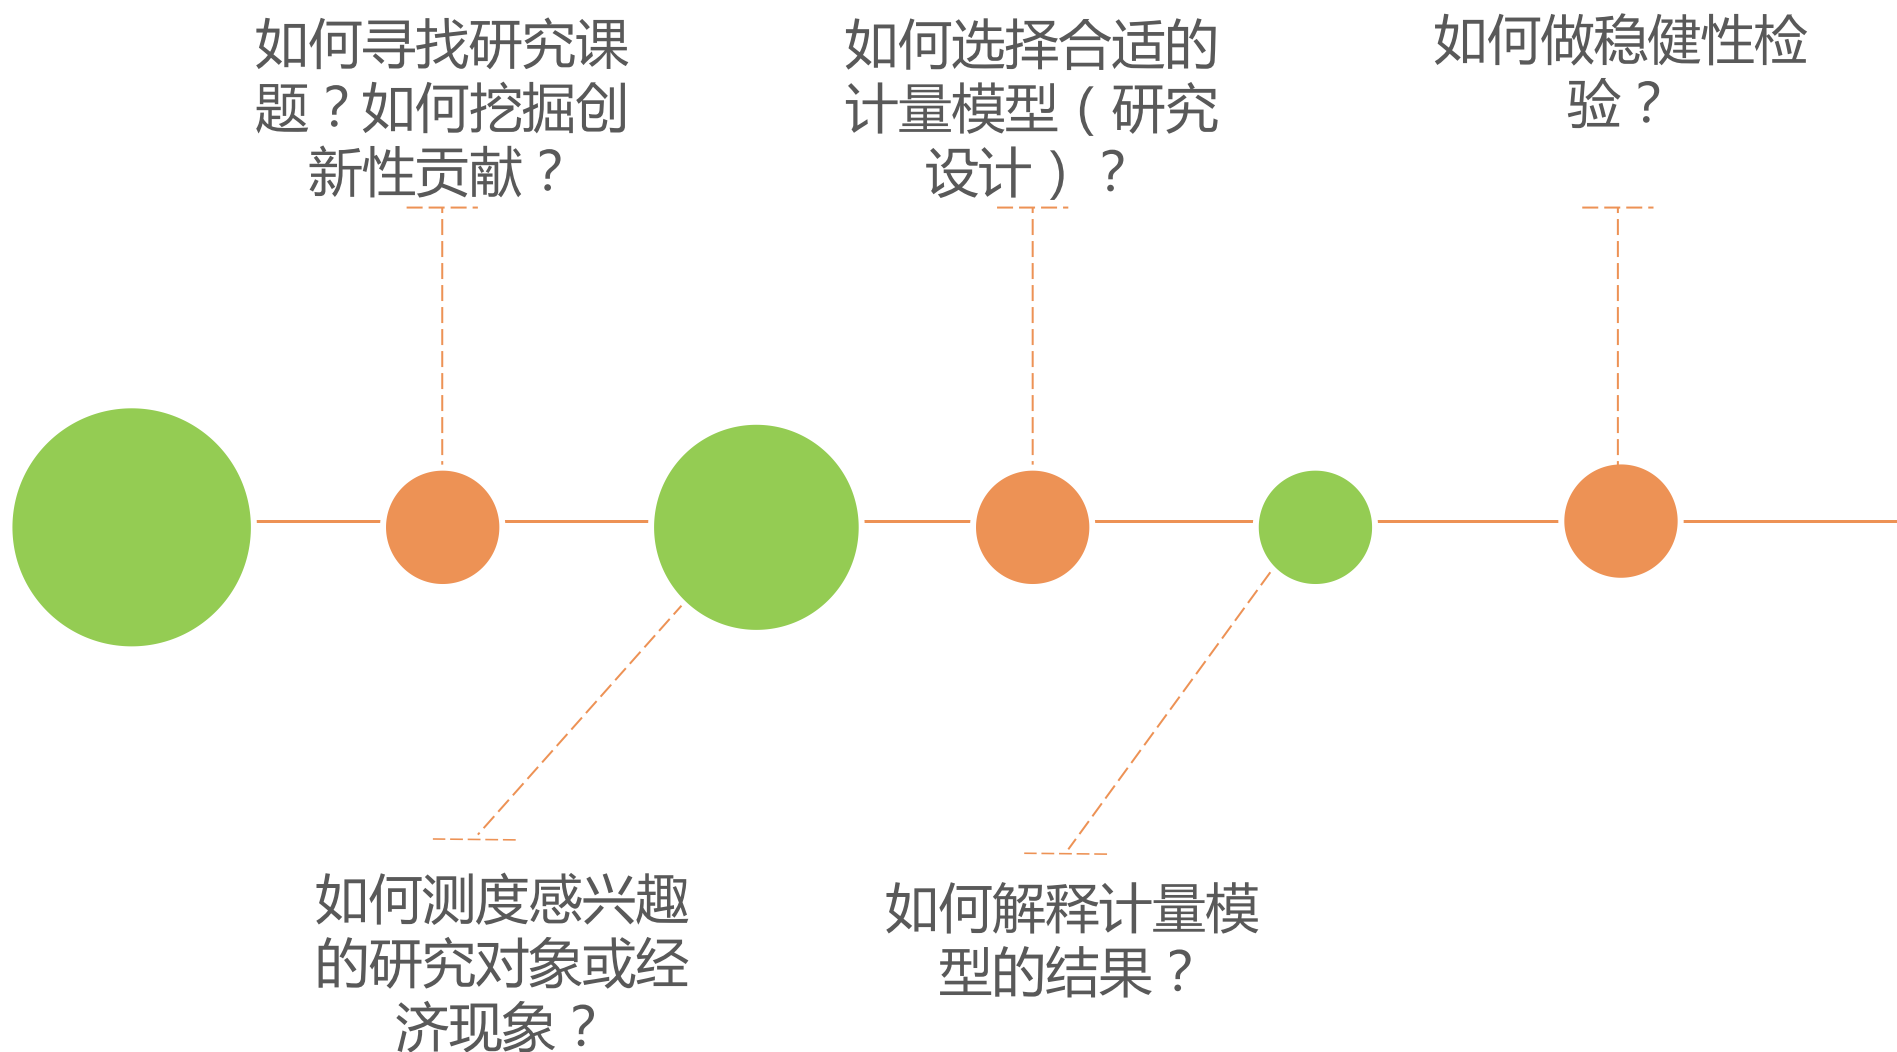 如何寻找研究课
题？如何挖掘创
新性贡献？
如何选择合适的
计量模型（研究
设计）？
如何做稳健性检
验？
如何测度感兴趣
的研究对象或经
济现象？
如何解释计量模
型的结果？